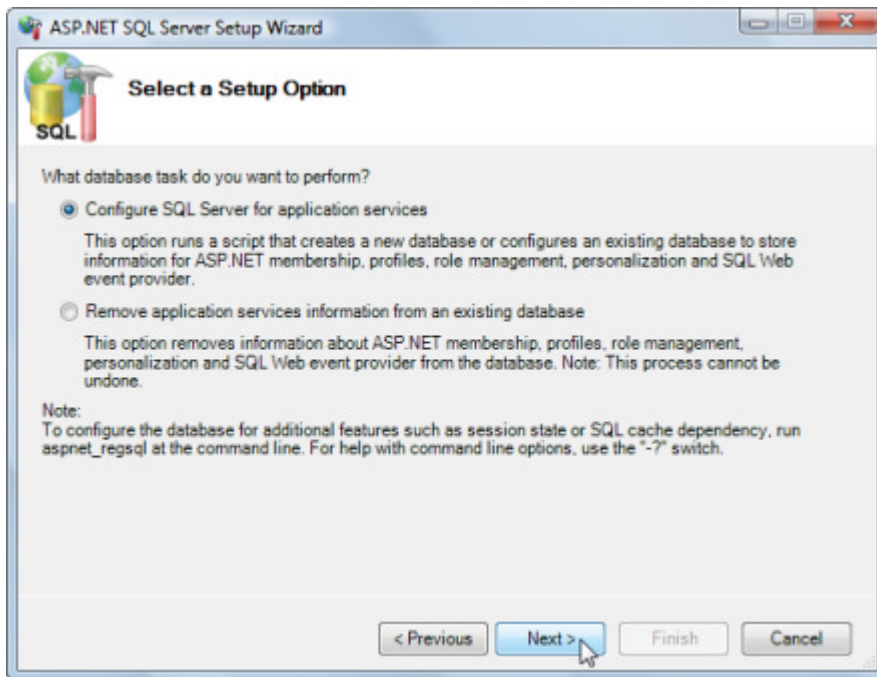 ASP.NET SQL Server Setup Wizard
Select a Setup Option
SQL
What database task do you want to perform?
Configure SQL Server for application services
This option runs a script that creates a new database or configures an existing database to store
information for ASP.NET membership, profiles, role management, personalization and SQL Web
event provider.
Remove application services information from an existing database
This option removes information about ASP.NET membership, profiles, role management,
personalization and SQL Web event provider from the database. Note: This process cannot be
undone.
Note:
To configure the database for additional features such as session state or SQL cache dependency, run
aspnet_regsql at the command line. For help with command line options, use the "-?" switch.
< Previous Next > Finish Cancel